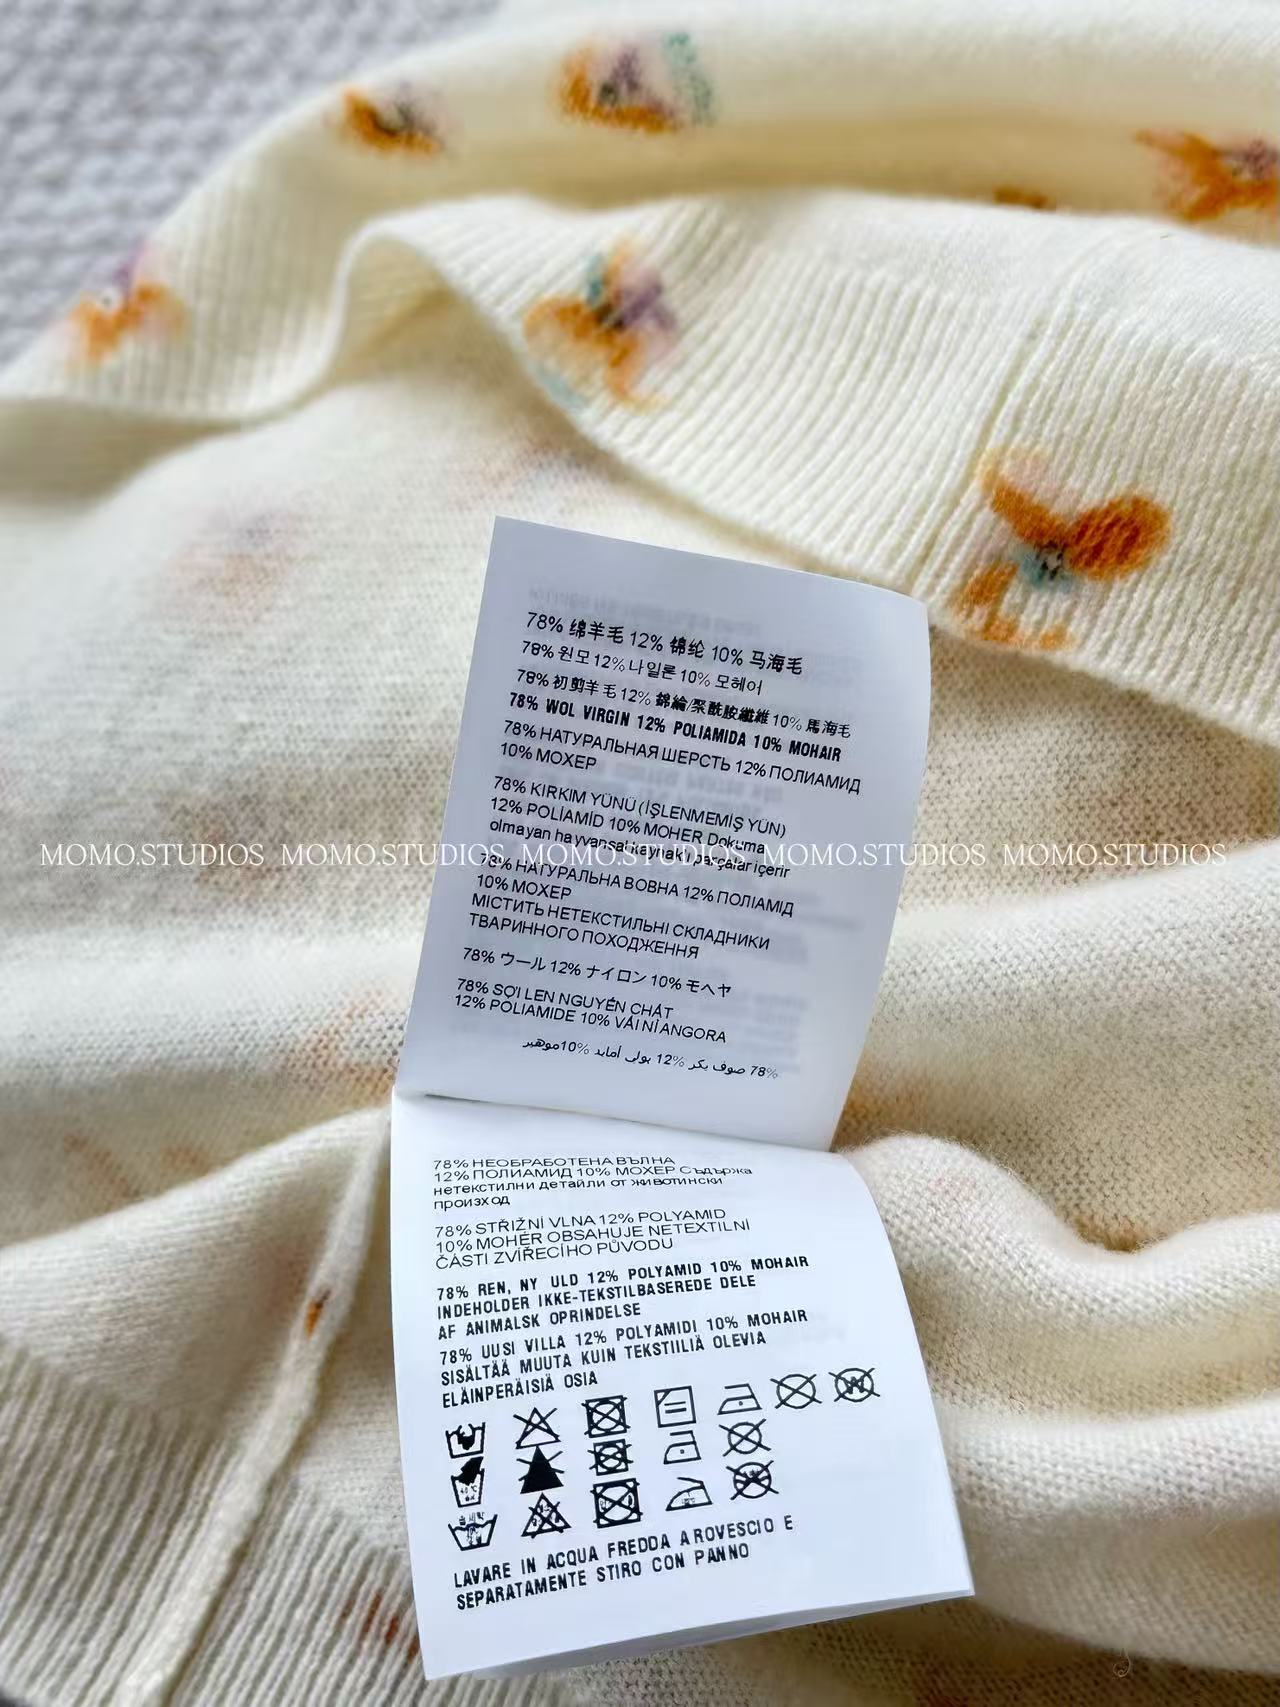 78% 绵羊毛 12% 锦纶 10% 马海毛
78% 원모 12% 나일론 10% 모헤어
78% 初剪羊毛 12% 錦綸/聚酰胺纖維 10% 馬海毛
78% WOL VIRGIN 12% POLIAMIDA 10% MOHAIR
78% НАТУРАЛЬНАЯ ШЕРСТЬ 12% ПОЛИАМИД
10% МОХЕР
78% KIRKIM YÜNÜ (İŞLENMEMİŞ YÜN)
12% POLİAMİD 10% MOHER Dokuma
olmayan hayvansal kaynaklı parçalar içerir
MOMO.STUDIOS MOMO.STUDIOS MOMO.STUDIOS MOMO.STUDIOS MOMO.STUDIOS
78% НАТУРАЛЬНА ВОВНА 12% ПОЛІАМІД
10% МОХЕР
МІСТИТЬ НЕТЕКСТИЛЬНІ СКЛАДНИКИ
ТВАРИННОГО ПОХОДЖЕННЯ
78% ウール 12% ナイロン 10% モヘヤ
78% SỢI LEN NGUYÊN CHẤT
12% POLIAMIDE 10% VẢI NỈ ANGORA
78% صوف بكر 12% بولي أمايد 10% موهير
78% НЕОБРАБОТЕНА ВЪЛНА
12% ПОЛИАМИД 10% МОХЕР Съдържа
нетекстилни детайли от животински
произход
78% STŘIŽNÍ VLNA 12% POLYAMID
10% MOHÉR OBSAHUJE NETEXTILNÍ
ČÁSTI ZVÍŘECÍHO PŮVODU
78% REN, NY ULD 12% POLYAMID 10% MOHAIR
INDEHOLDER IKKE-TEKSTILBASEREDE DELE
AF ANIMALSK OPRINDELSE
78% UUSI VILLA 12% POLYAMIDI 10% MOHAIR
SISÄLTÄÄ MUUTA KUIN TEKSTIILIÄ OLEVIA
ELÄINPERÄISIÄ OSIA
LAVARE IN ACQUA FREDDA A ROVESCIO E
SEPARATAMENTE STIRO CON PANNO